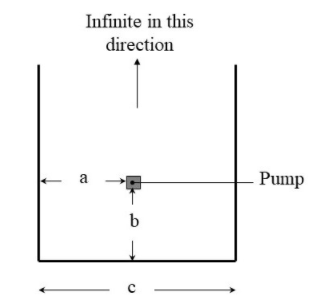 Infinite in this
direction
a
Pump
b
c